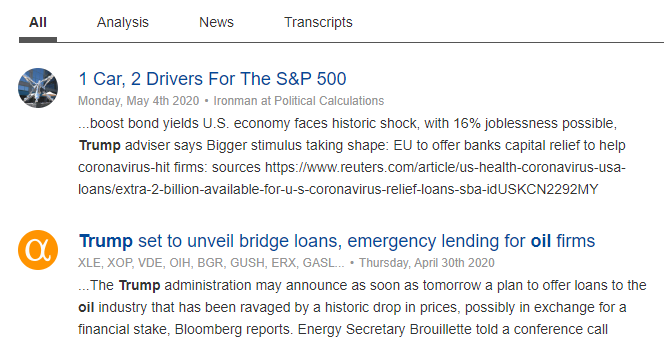 All Analysis News Transcripts
1 Car, 2 Drivers For The S&P 500
Monday, May 4th 2020 • Ironman at Political Calculations
...boost bond yields U.S. economy faces historic shock, with 16% joblessness possible,
Trump adviser says Bigger stimulus taking shape: EU to offer banks capital relief to help
coronavirus-hit firms: sources https://www.reuters.com/article/us-health-coronavirus-usa-
loans/extra-2-billion-available-for-u-s-coronavirus-relief-loans-sba-idUSKCN2292MY
α
Trump set to unveil bridge loans, emergency lending for oil firms
XLE, XOP, VDE, OIH, BGR, GUSH, ERX, GASL... • Thursday, April 30th 2020
...The Trump administration may announce as soon as tomorrow a plan to offer loans to the
oil industry that has been ravaged by a historic drop in prices, possibly in exchange for a
financial stake, Bloomberg reports. Energy Secretary Brouillette told a conference call